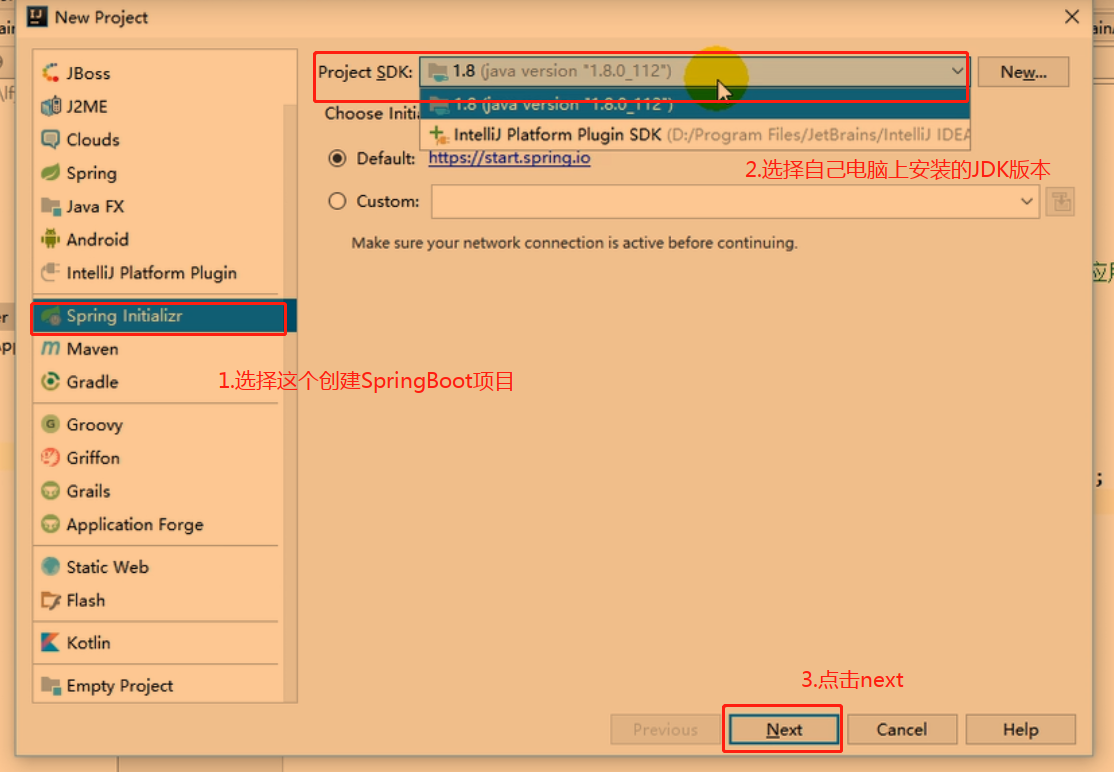 New Project
JBoss
J2ME
Clouds
Spring
Java FX
Android
IntelliJ Platform Plugin
Spring Initializr
Maven
Gradle
Groovy
Griffon
Grails
Application Forge
Static Web
Flash
Kotlin
Empty Project
Project SDK: 1.8 (java version "1.8.0_112") New...
1.8 (java version "1.8.0_112")
IntelliJ Platform Plugin SDK (D:/Program Files/JetBrains/IntelliJ IDEA
Default: https://start.spring.io
2.选择自己电脑上安装的JDK版本
Custom:
Make sure your network connection is active before continuing.
1.选择这个创建SpringBoot项目
3.点击next
Previous Next Cancel Help